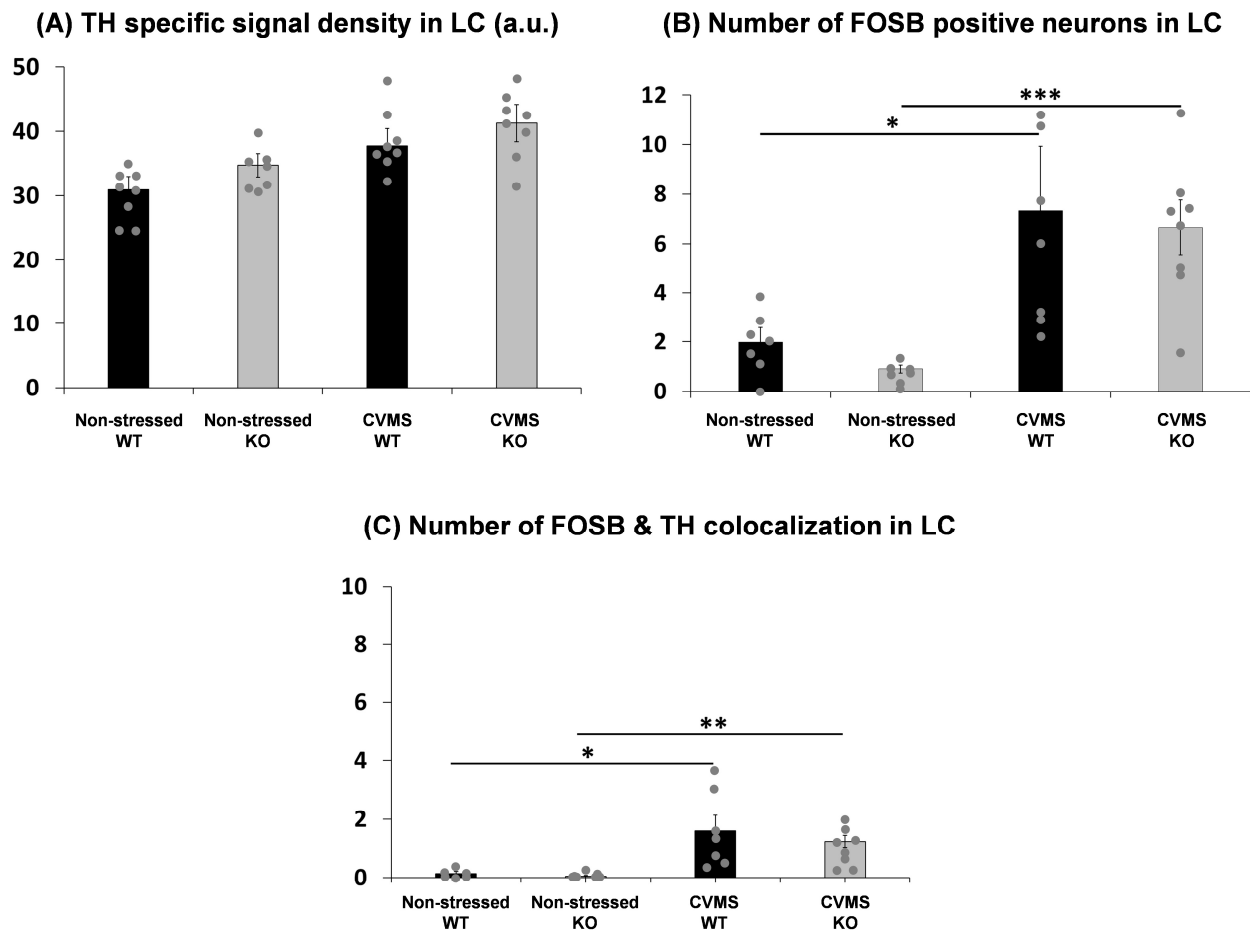 (A) TH specific signal density in LC (a.u.)
50
40
30
20
10
0
Non-stressed Non-stressed CVMS CVMS
WT KO WT KO
(B) Number of FOSB positive neurons in LC
12
10
8
6
4
2
0
***
*
Non-stressed Non-stressed CVMS CVMS
WT KO WT KO
(C) Number of FOSB & TH colocalization in LC
10
8
6
4
2
0
**
*
Non-stressed Non-stressed CVMS CVMS
WT KO WT KO